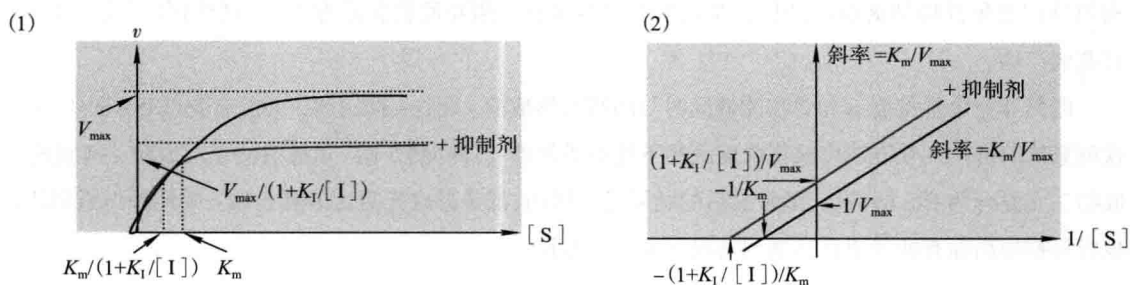 (1)
v
V_max
+ 抑制剂
V_max/(1+K_I/[I])
[S]
K_m/(1+K_I/[I])
K_m
(2)
斜率=K_m/V_max
+ 抑制剂
斜率=K_m/V_max
(1+K_I/[I])/V_max
-1/K_m
1/V_max
1/[S]
-(1+K_I/[I])/K_m